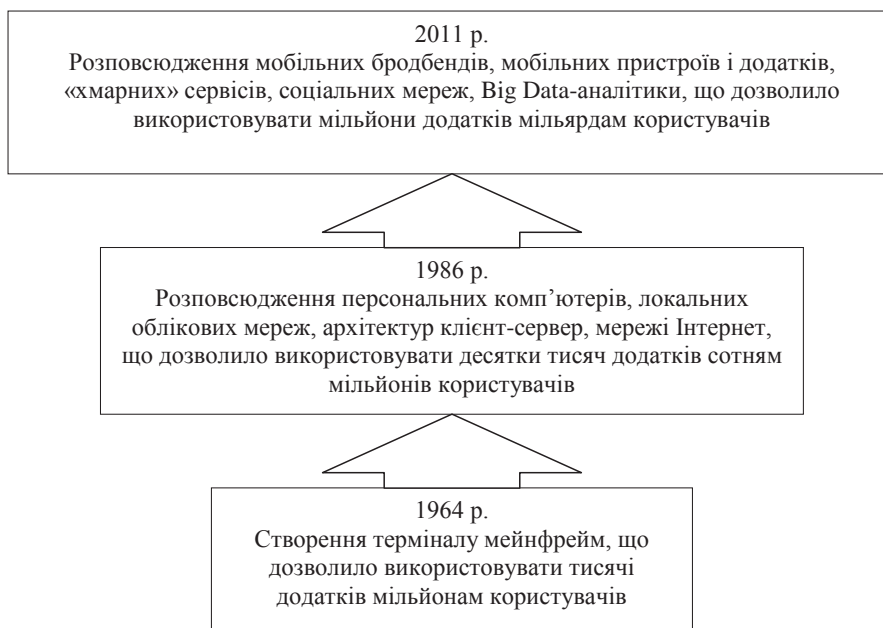 2011 р.
Розповсюдження мобільних бродбендів, мобільних пристроїв і додатків,
«хмарних» сервісів, соціальних мереж, Big Data-аналітики, що дозволило
використовувати мільйони додатків мільярдам користувачів
1986 р.
Розповсюдження персональних комп’ютерів, локальних
облікових мереж, архітектур клієнт-сервер, мережі Інтернет,
що дозволило використовувати десятки тисяч додатків сотням
мільйонів користувачів
1964 р.
Створення терміналу мейнфрейм, що
дозволило використовувати тисячі
додатків мільйонам користувачів